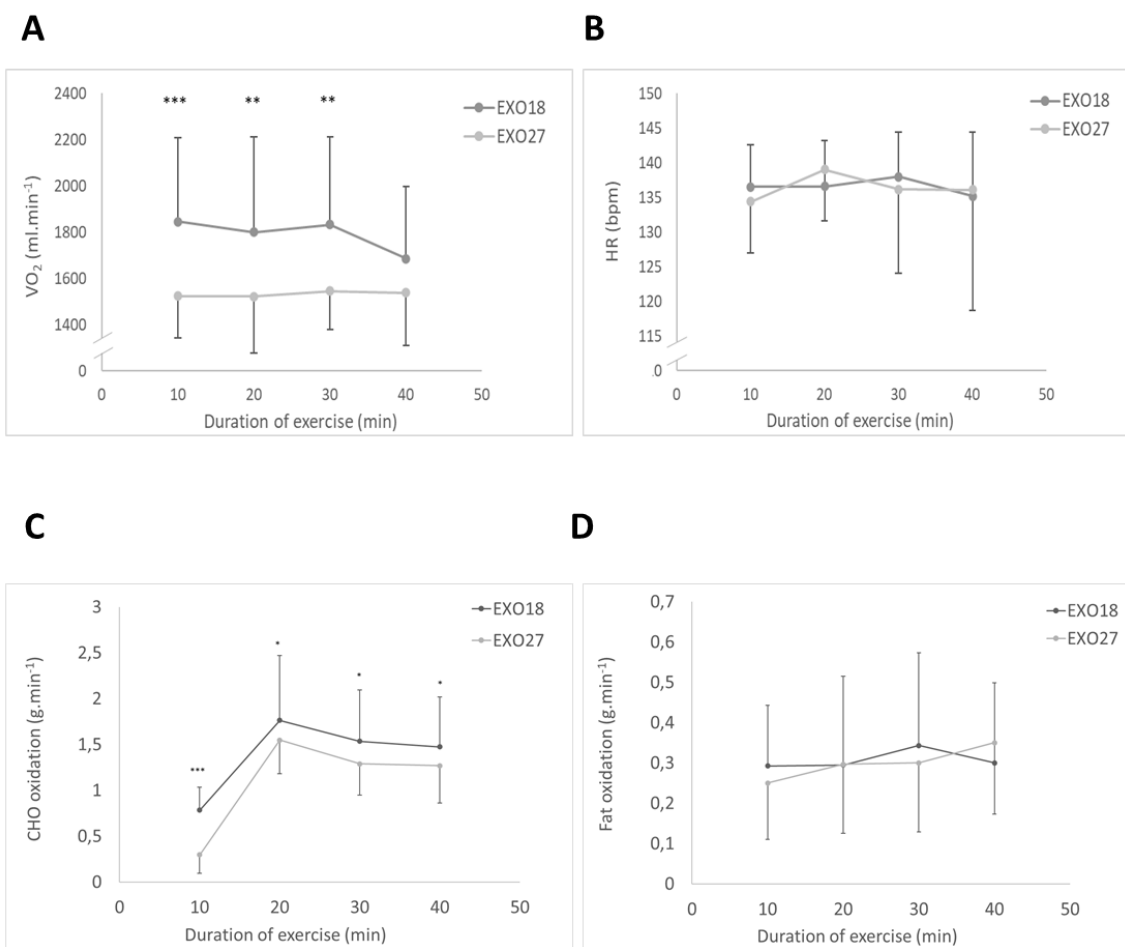 A
2400
2200
2000
1800
1600
1400
0
VO₂ (ml.min⁻¹)
*** ** **
EXO18
EXO27
0 10 20 30 40 50
Duration of exercise (min)
B
150
145
140
135
130
125
120
115
.0
HR (bpm)
EXO18
EXO27
0 10 20 30 40 50
Duration of exercise (min)
C
3
2,5
2
1,5
1
0,5
0
CHO oxidation (g.min⁻¹)
*** * * *
EXO18
EXO27
0 10 20 30 40 50
Duration of exercise (min)
D
0,7
0,6
0,5
0,4
0,3
0,2
0,1
0
Fat oxidation (g.min⁻¹)
EXO18
EXO27
0 10 20 30 40 50
Duration of exercise (min)